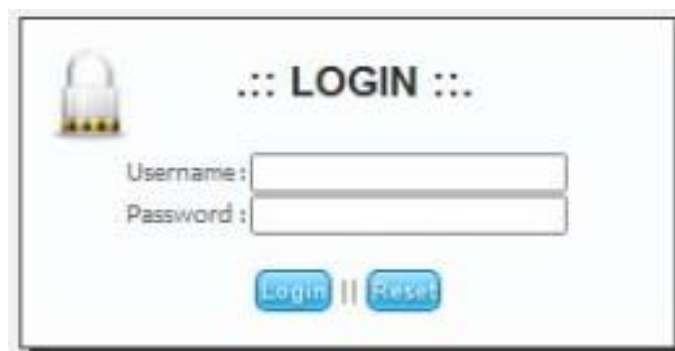 .:: LOGIN ::.
Username :
Password :
Login || Reset